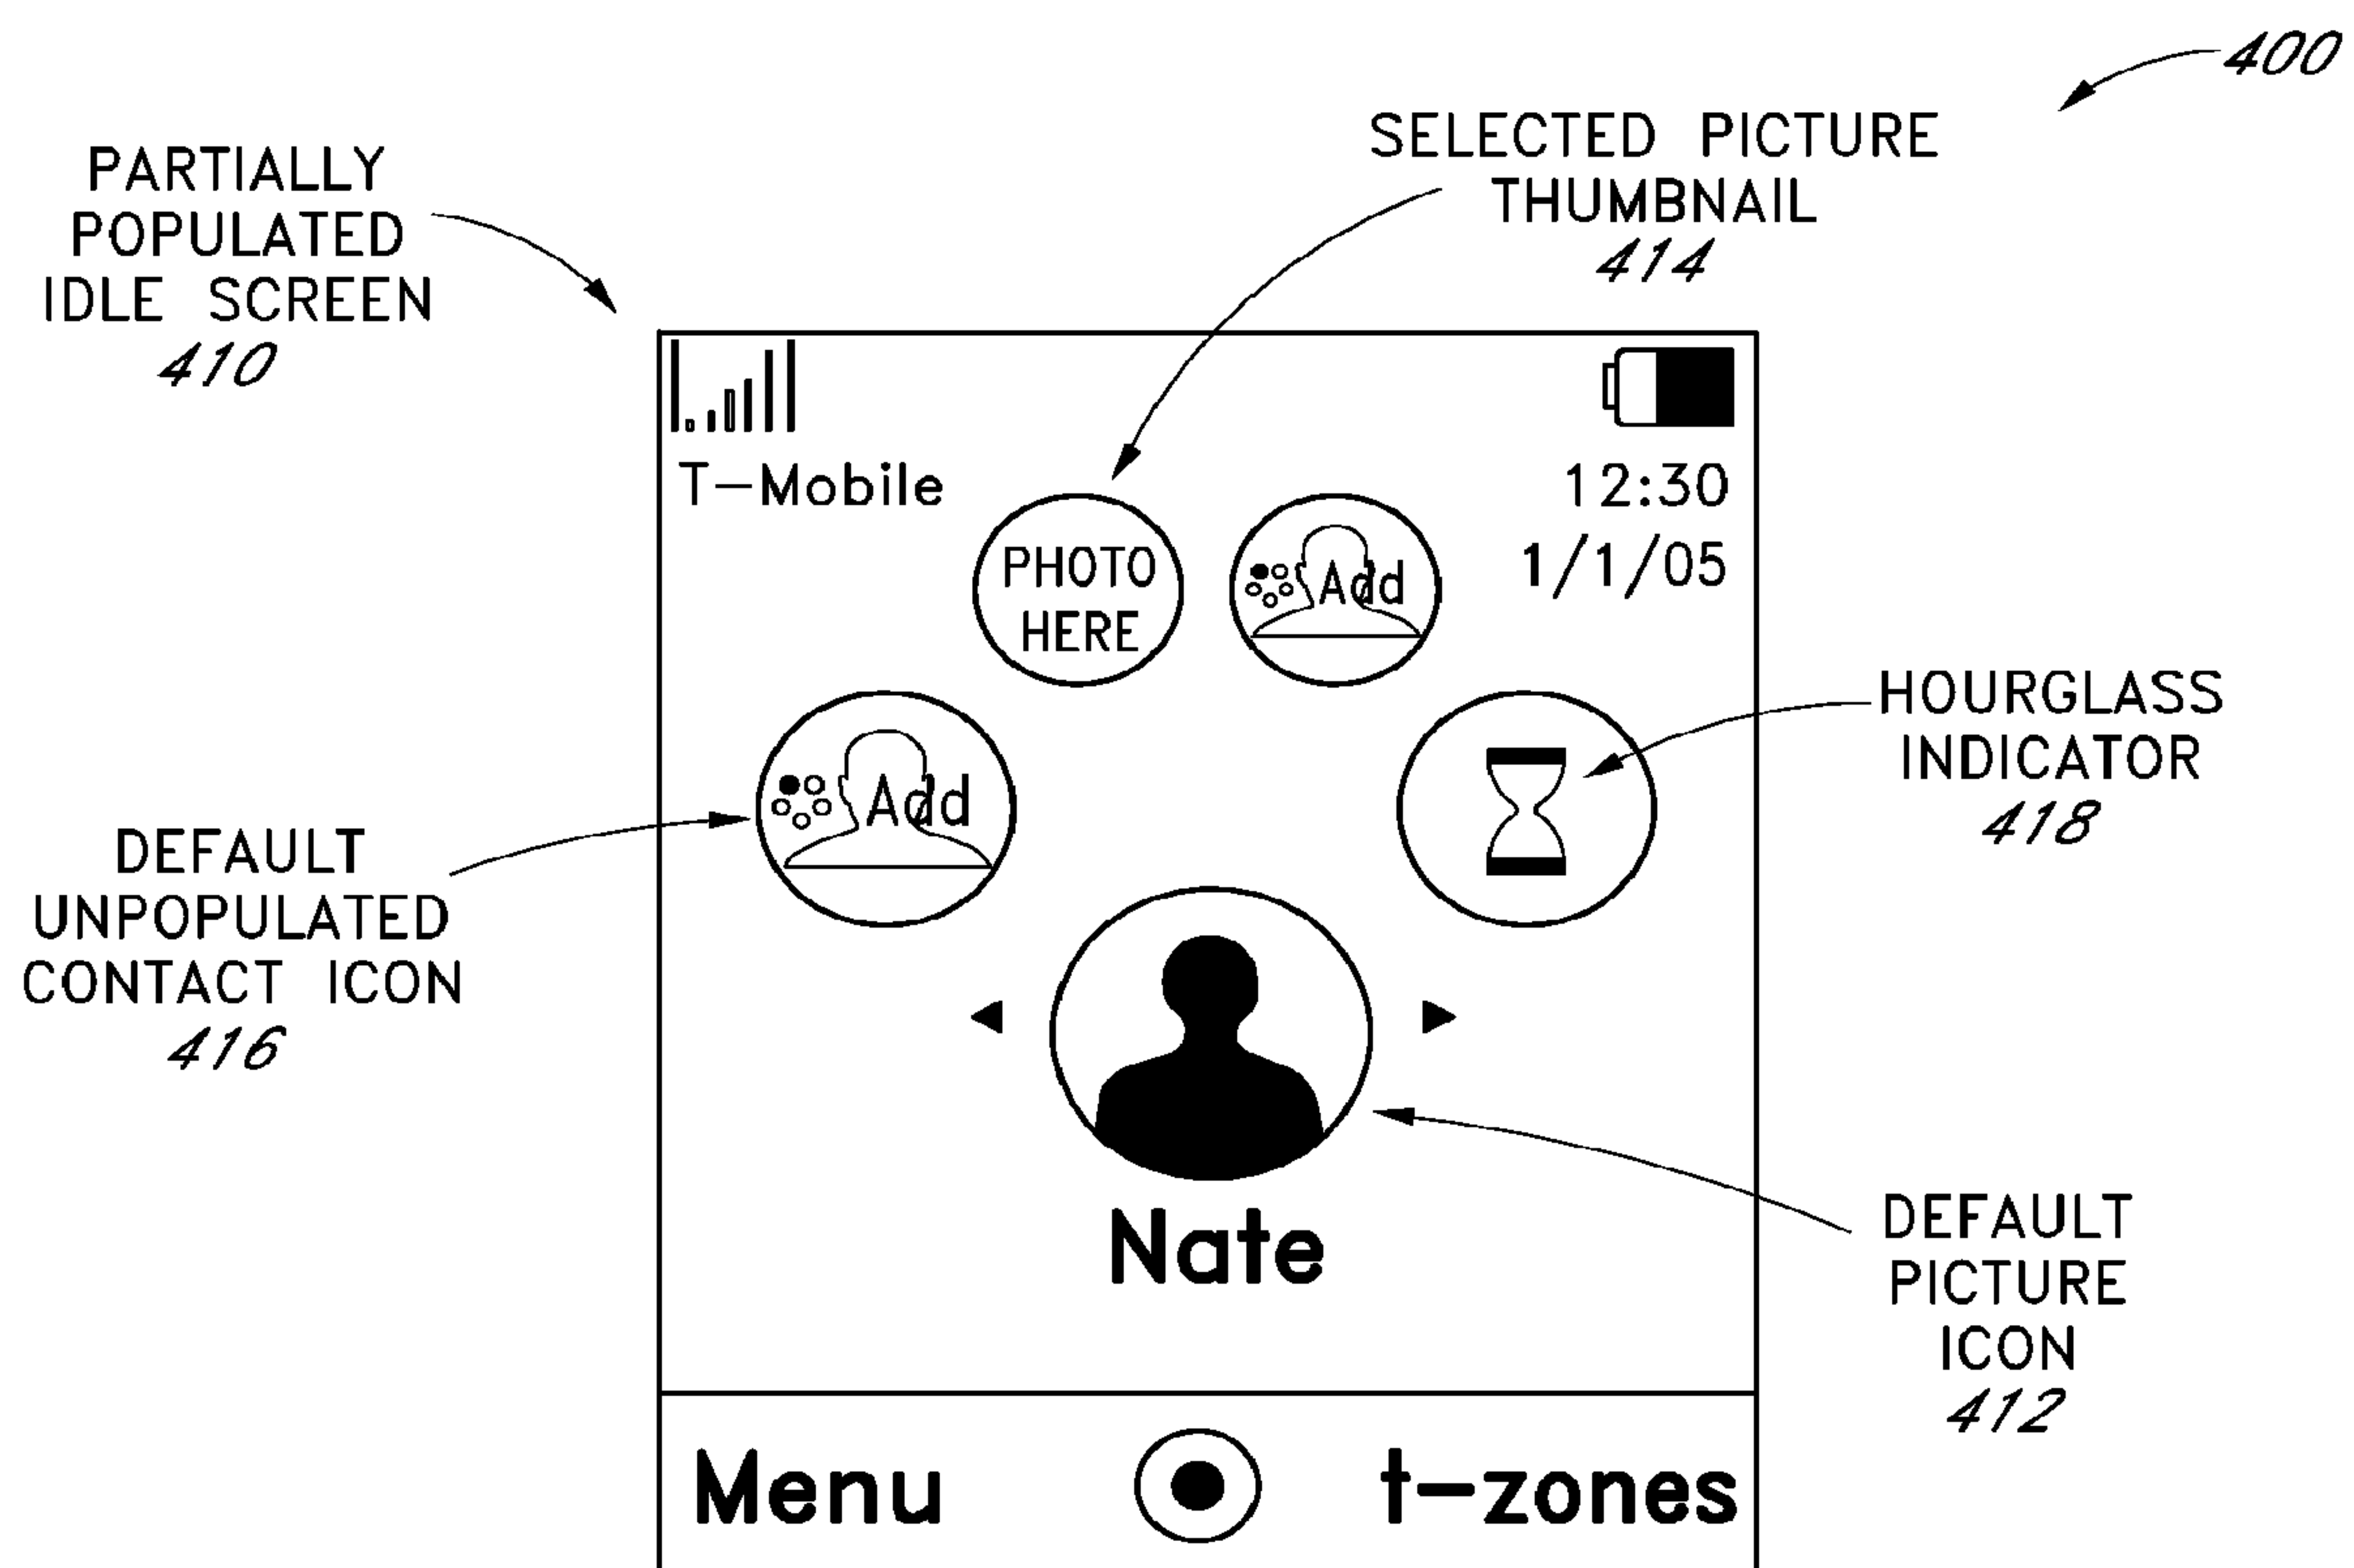 400
SELECTED PICTURE
THUMBNAIL
414
PARTIALLY
POPULATED
IDLE SCREEN
410
T-Mobile
12:30
1/1/05
PHOTO
HERE
Add
Add
HOURGLASS
INDICATOR
418
DEFAULT
UNPOPULATED
CONTACT ICON
416
Nate
DEFAULT
PICTURE
ICON
412
Menu
t-zones